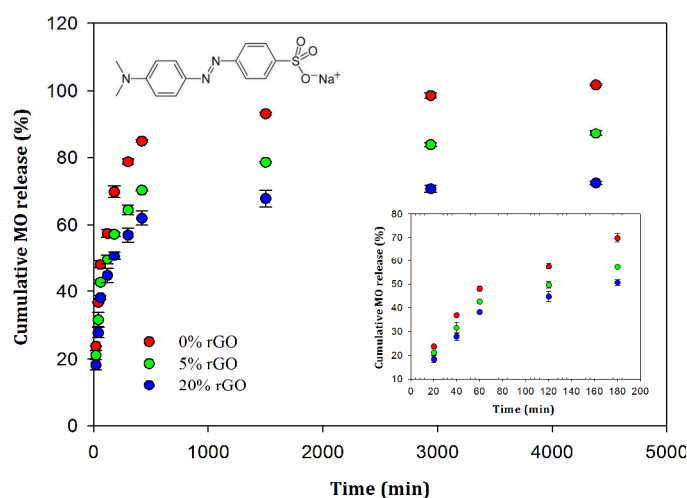 120
100
80
60
40
20
0
Cumulative MO release (%)
0
1000
2000
3000
4000
5000
Time (min)
N
N
N
S
O
O
O−Na+
0% rGO
5% rGO
20% rGO
80
70
60
50
40
30
20
10
Cumulative MO release (%)
0
20
40
60
80
100
120
140
160
180
200
Time (min)